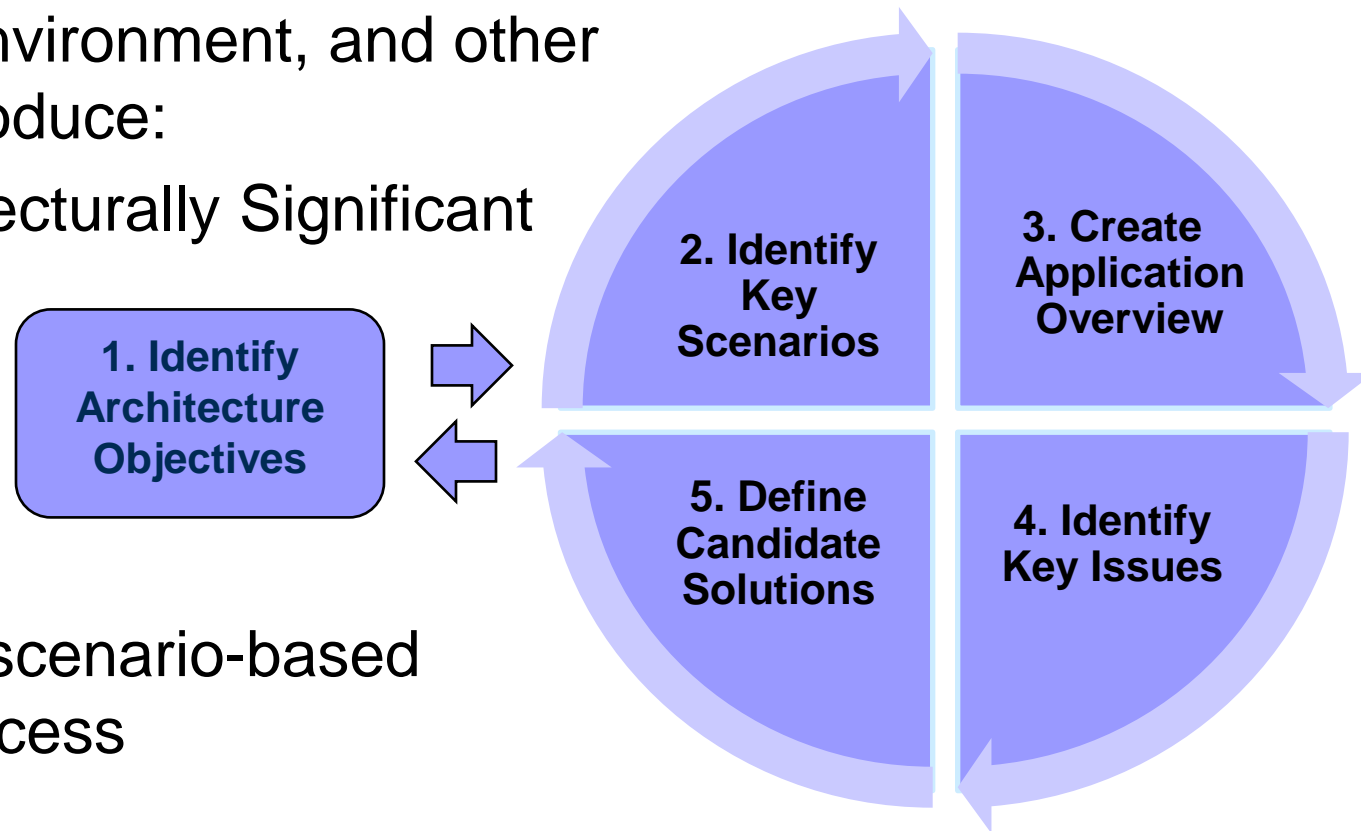 nvironment, and other
oduce:
ecturally Significant
1. Identify
Architecture
Objectives
scenario-based
cess
2. Identify
Key
Scenarios
3. Create
Application
Overview
5. Define
Candidate
Solutions
4. Identify
Key Issues